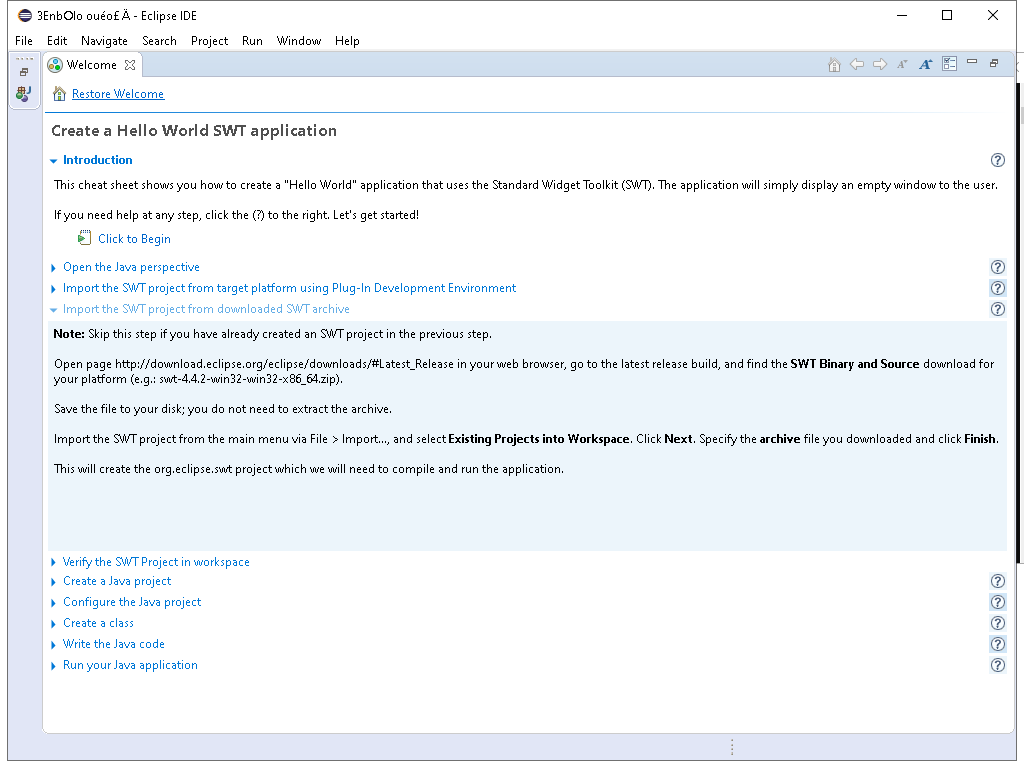 3EnbOlo ouéo£ Ä - Eclipse IDE
File Edit Navigate Search Project Run Window Help
Welcome
Restore Welcome
Create a Hello World SWT application
Introduction
This cheat sheet shows you how to create a "Hello World" application that uses the Standard Widget Toolkit (SWT). The application will simply display an empty window to the user.
If you need help at any step, click the (?) to the right. Let's get started!
Click to Begin
Open the Java perspective
Import the SWT project from target platform using Plug-In Development Environment
Import the SWT project from downloaded SWT archive
Note: Skip this step if you have already created an SWT project in the previous step.
Open page http://download.eclipse.org/eclipse/downloads/#Latest_Release in your web browser, go to the latest release build, and find the SWT Binary and Source download for
your platform (e.g.: swt-4.4.2-win32-win32-x86_64.zip).
Save the file to your disk; you do not need to extract the archive.
Import the SWT project from the main menu via File > Import..., and select Existing Projects into Workspace. Click Next. Specify the archive file you downloaded and click Finish.
This will create the org.eclipse.swt project which we will need to compile and run the application.
Verify the SWT Project in workspace
Create a Java project
Configure the Java project
Create a class
Write the Java code
Run your Java application